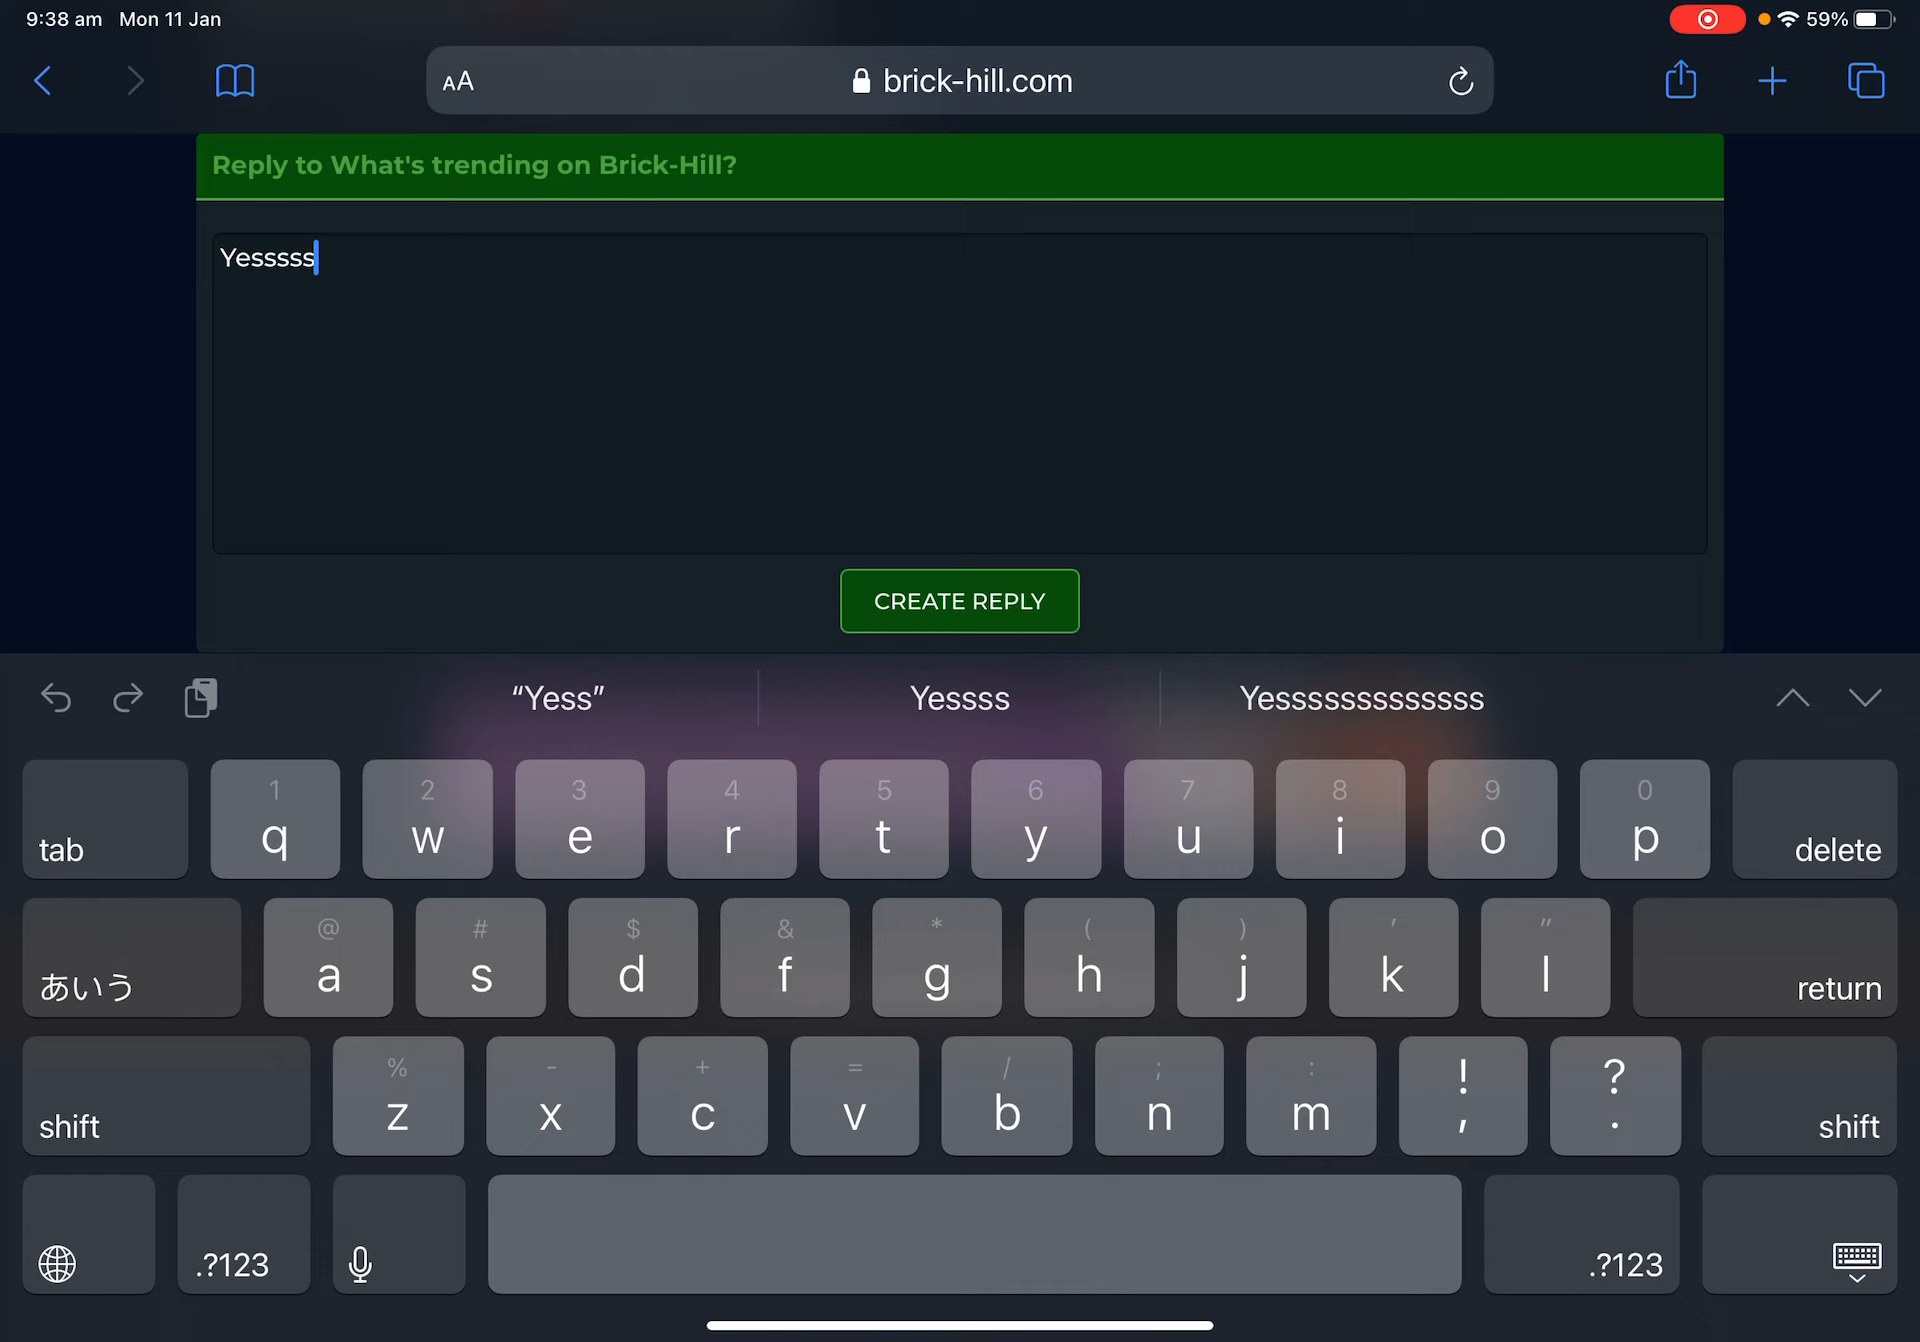 9:38 am Mon 11 Jan 59%
AA brick-hill.com
Reply to What's trending on Brick-Hill?
Yesssss
CREATE REPLY
“Yess” Yessss Yesssssssssssss
1 2 3 4 5 6 7 8 9 0
tab q w e r t y u i o p delete
@ # $ & * ( ) ' "
あいう a s d f g h j k l return
% - + = / ; : ! ?
shift z x c v b n m , . shift
.?123 .?123